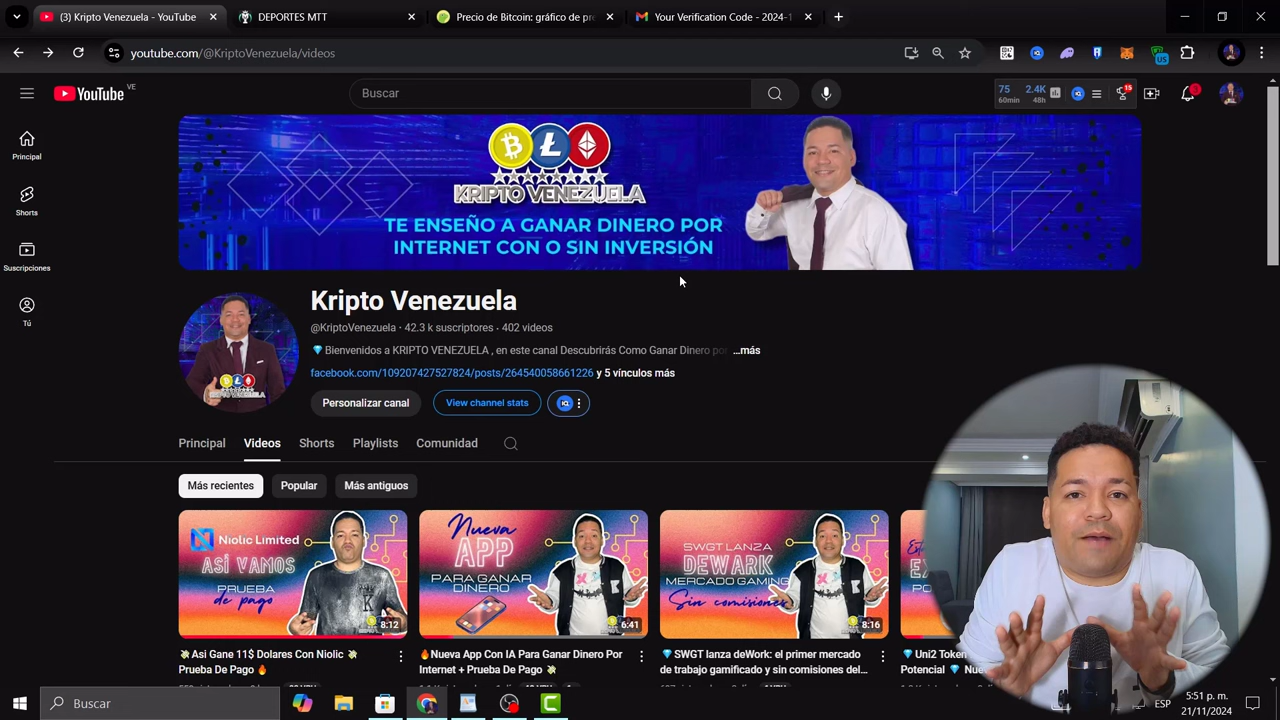 (3) Kripto Venezuela - YouTube
DEPORTES MTT
Precio de Bitcoin: gráfico de pre
Your Verification Code - 2024-1
youtube.com/@KriptoVenezuela/videos
YouTube VE
Buscar
75
60min
2.4K
48h
15
US
KRIPTO VENEZUELA
TE ENSEÑO A GANAR DINERO POR
INTERNET CON O SIN INVERSIÓN
Principal
Shorts
Suscripciones
Tú
Kripto Venezuela
@KriptoVenezuela · 42.3 k suscriptores · 402 videos
💎 Bienvenidos a KRIPTO VENEZUELA , en este canal Descubrirás Como Ganar Dinero por ...más
facebook.com/109207427527824/posts/264540058661226 y 5 vínculos más
Personalizar canal
View channel stats
Principal
Videos
Shorts
Playlists
Comunidad
Más recientes
Popular
Más antiguos
Niolic Limited
ASÍ VAMOS
PRUEBA
de pago
8:12
Nueva
APP
PARA GANAR
DINERO
6:41
SWGT LANZA
DEWARK
MERCADO GAMING
Sin comisiones
8:16
💸Asi Gane 11$ Dolares Con Niolic 💸
Prueba De Pago 🔥
🔥Nueva App Con IA Para Ganar Dinero Por
Internet + Prueba De Pago 💸
💎SWGT lanza deWork: el primer mercado
de trabajo gamificado y sin comisiones del...
💎Uni2 Token
Potencial 💎 Nue
Buscar
ESP
5:51 p. m.
21/11/2024